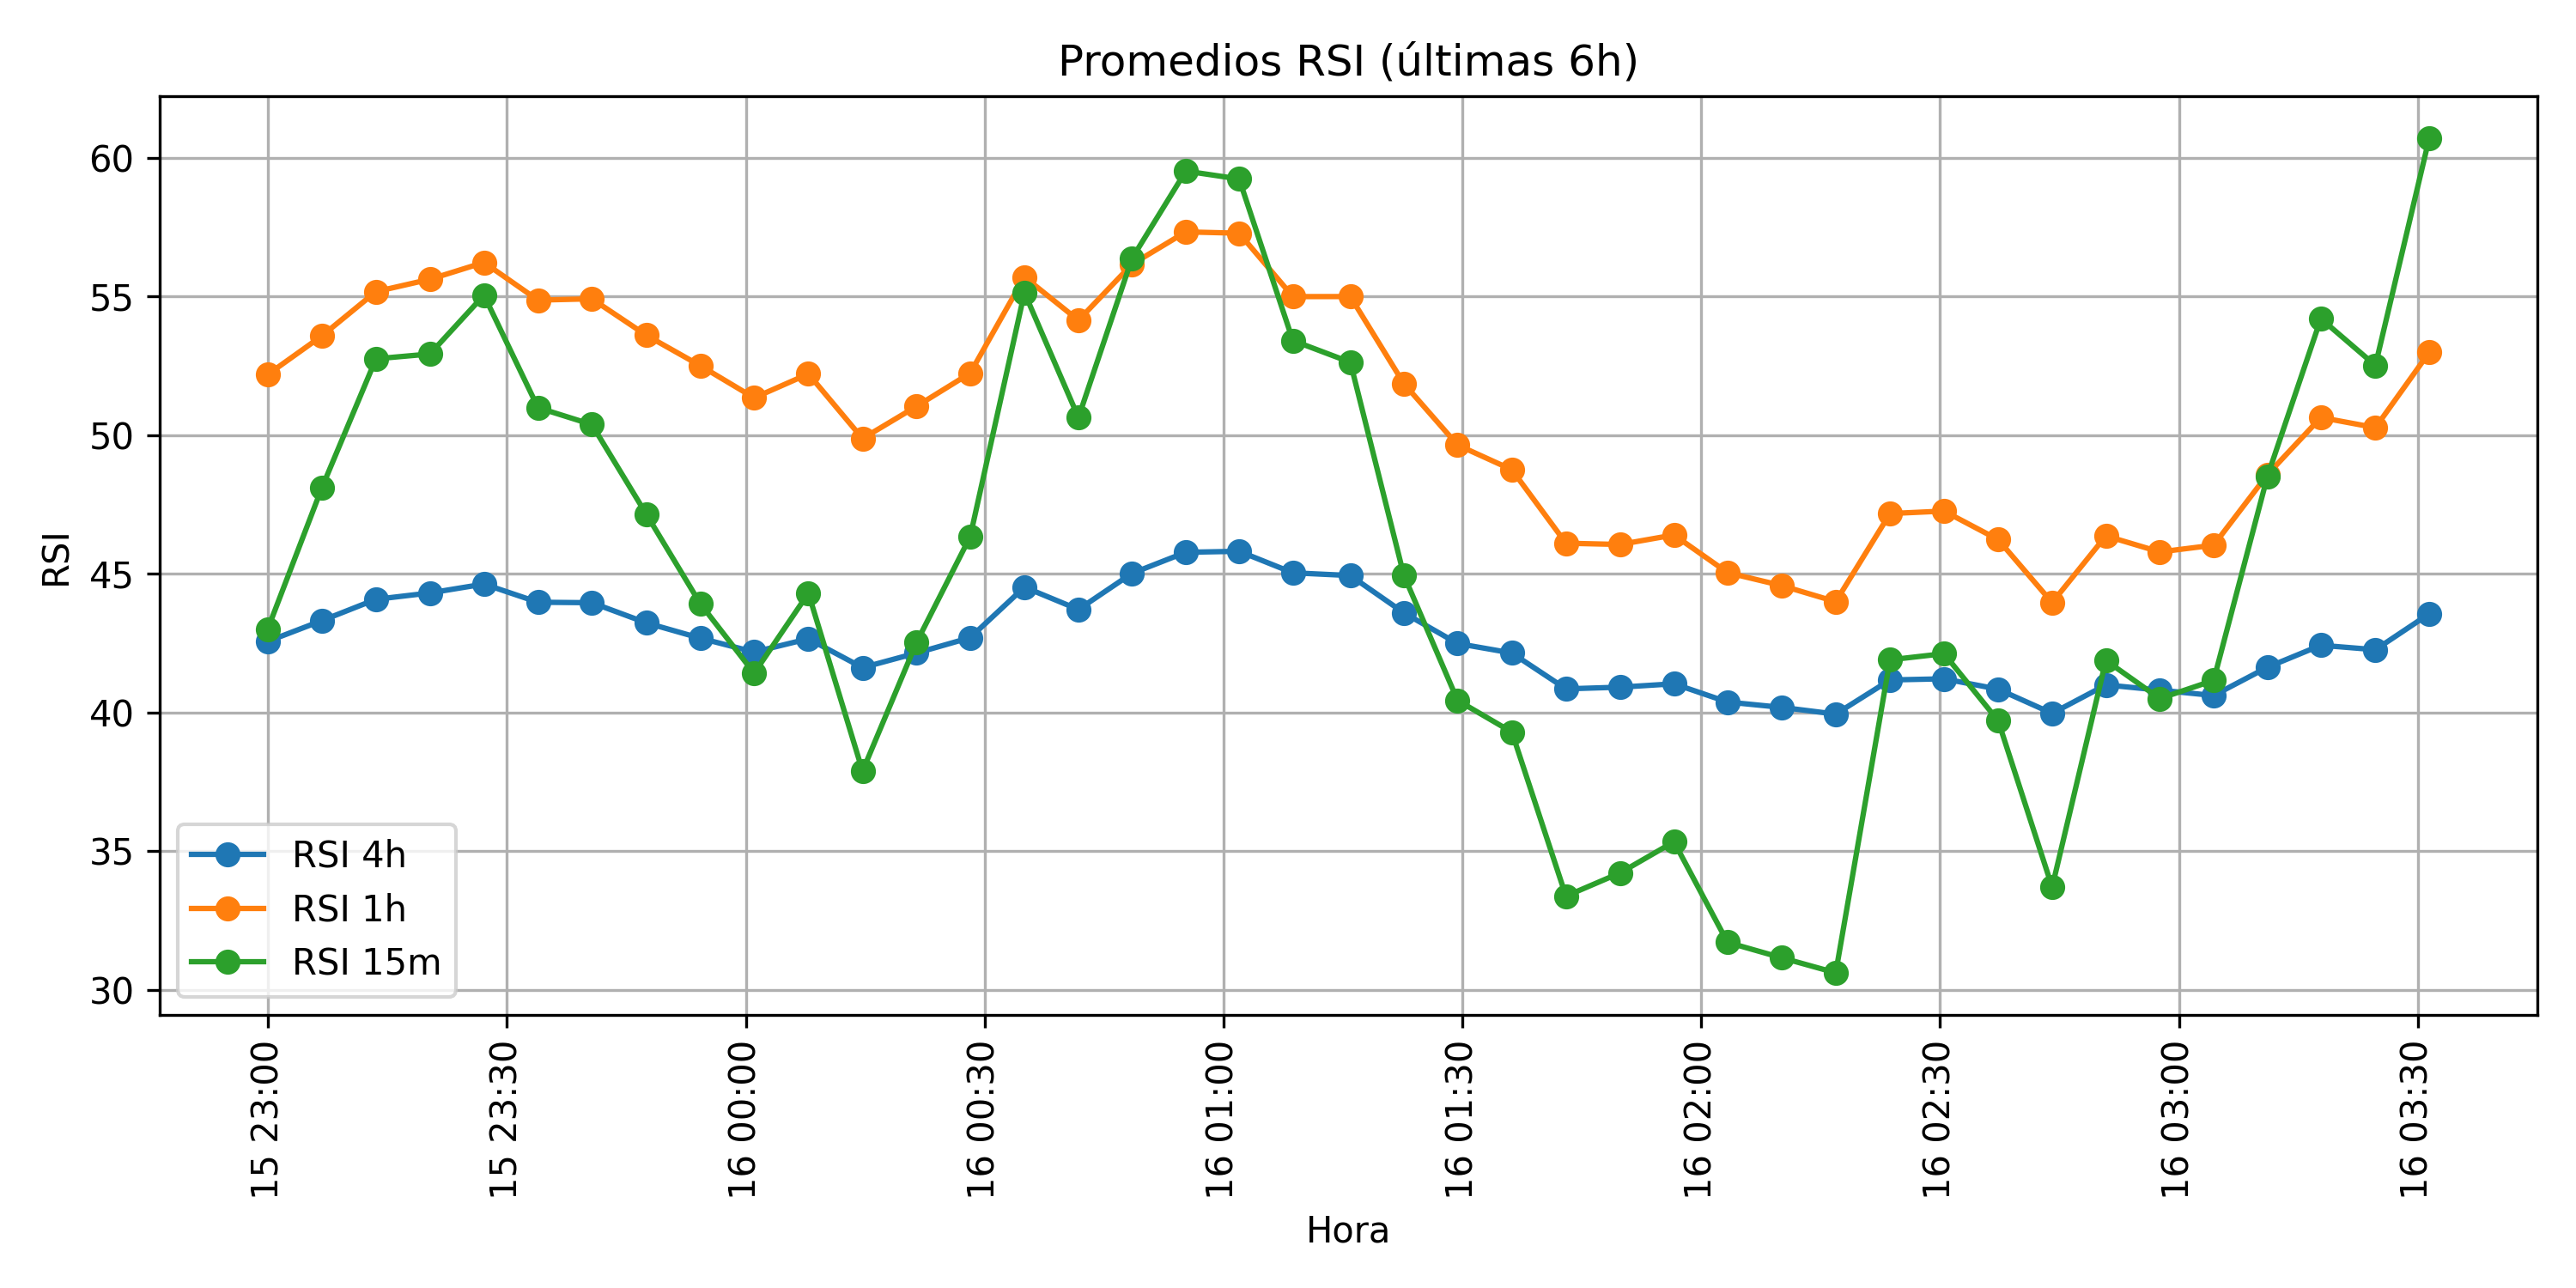 Promedios RSI (últimas 6h)
RSI
60
55
50
45
40
35
30
RSI 4h
RSI 1h
RSI 15m
15 23:00
15 23:30
16 00:00
16 00:30
16 01:00
16 01:30
16 02:00
16 02:30
16 03:00
16 03:30
Hora